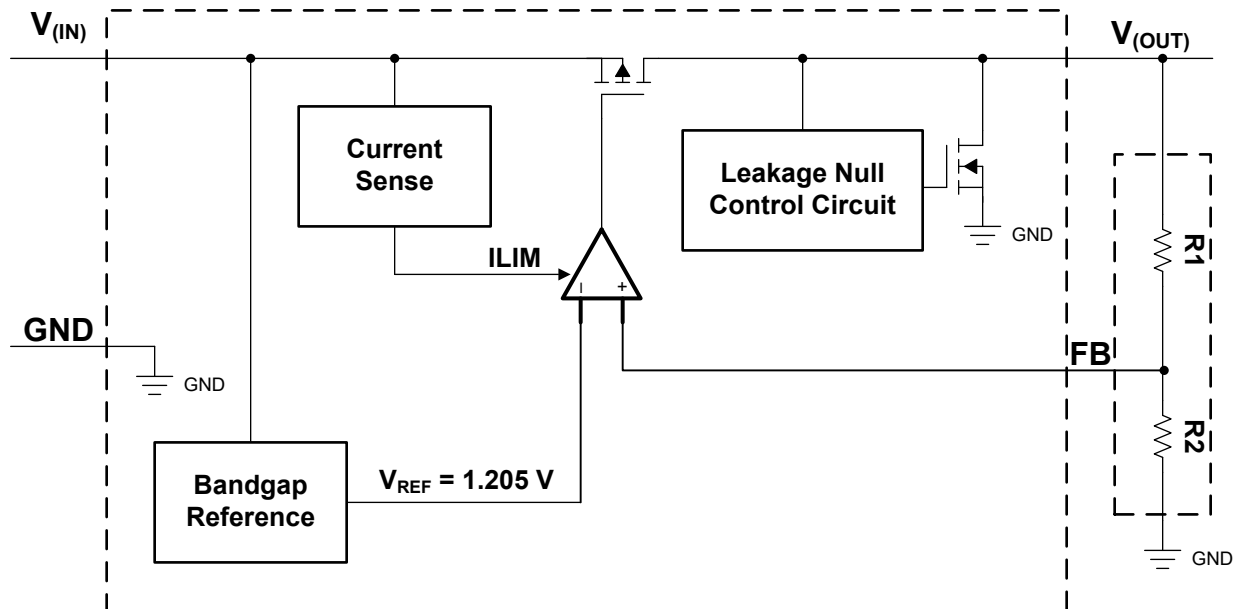 V(IN)
V(OUT)
Current
Sense
Leakage Null
Control Circuit
GND
R1
ILIM
– +
GND
FB
GND
R2
Bandgap
Reference
VREF = 1.205 V
GND